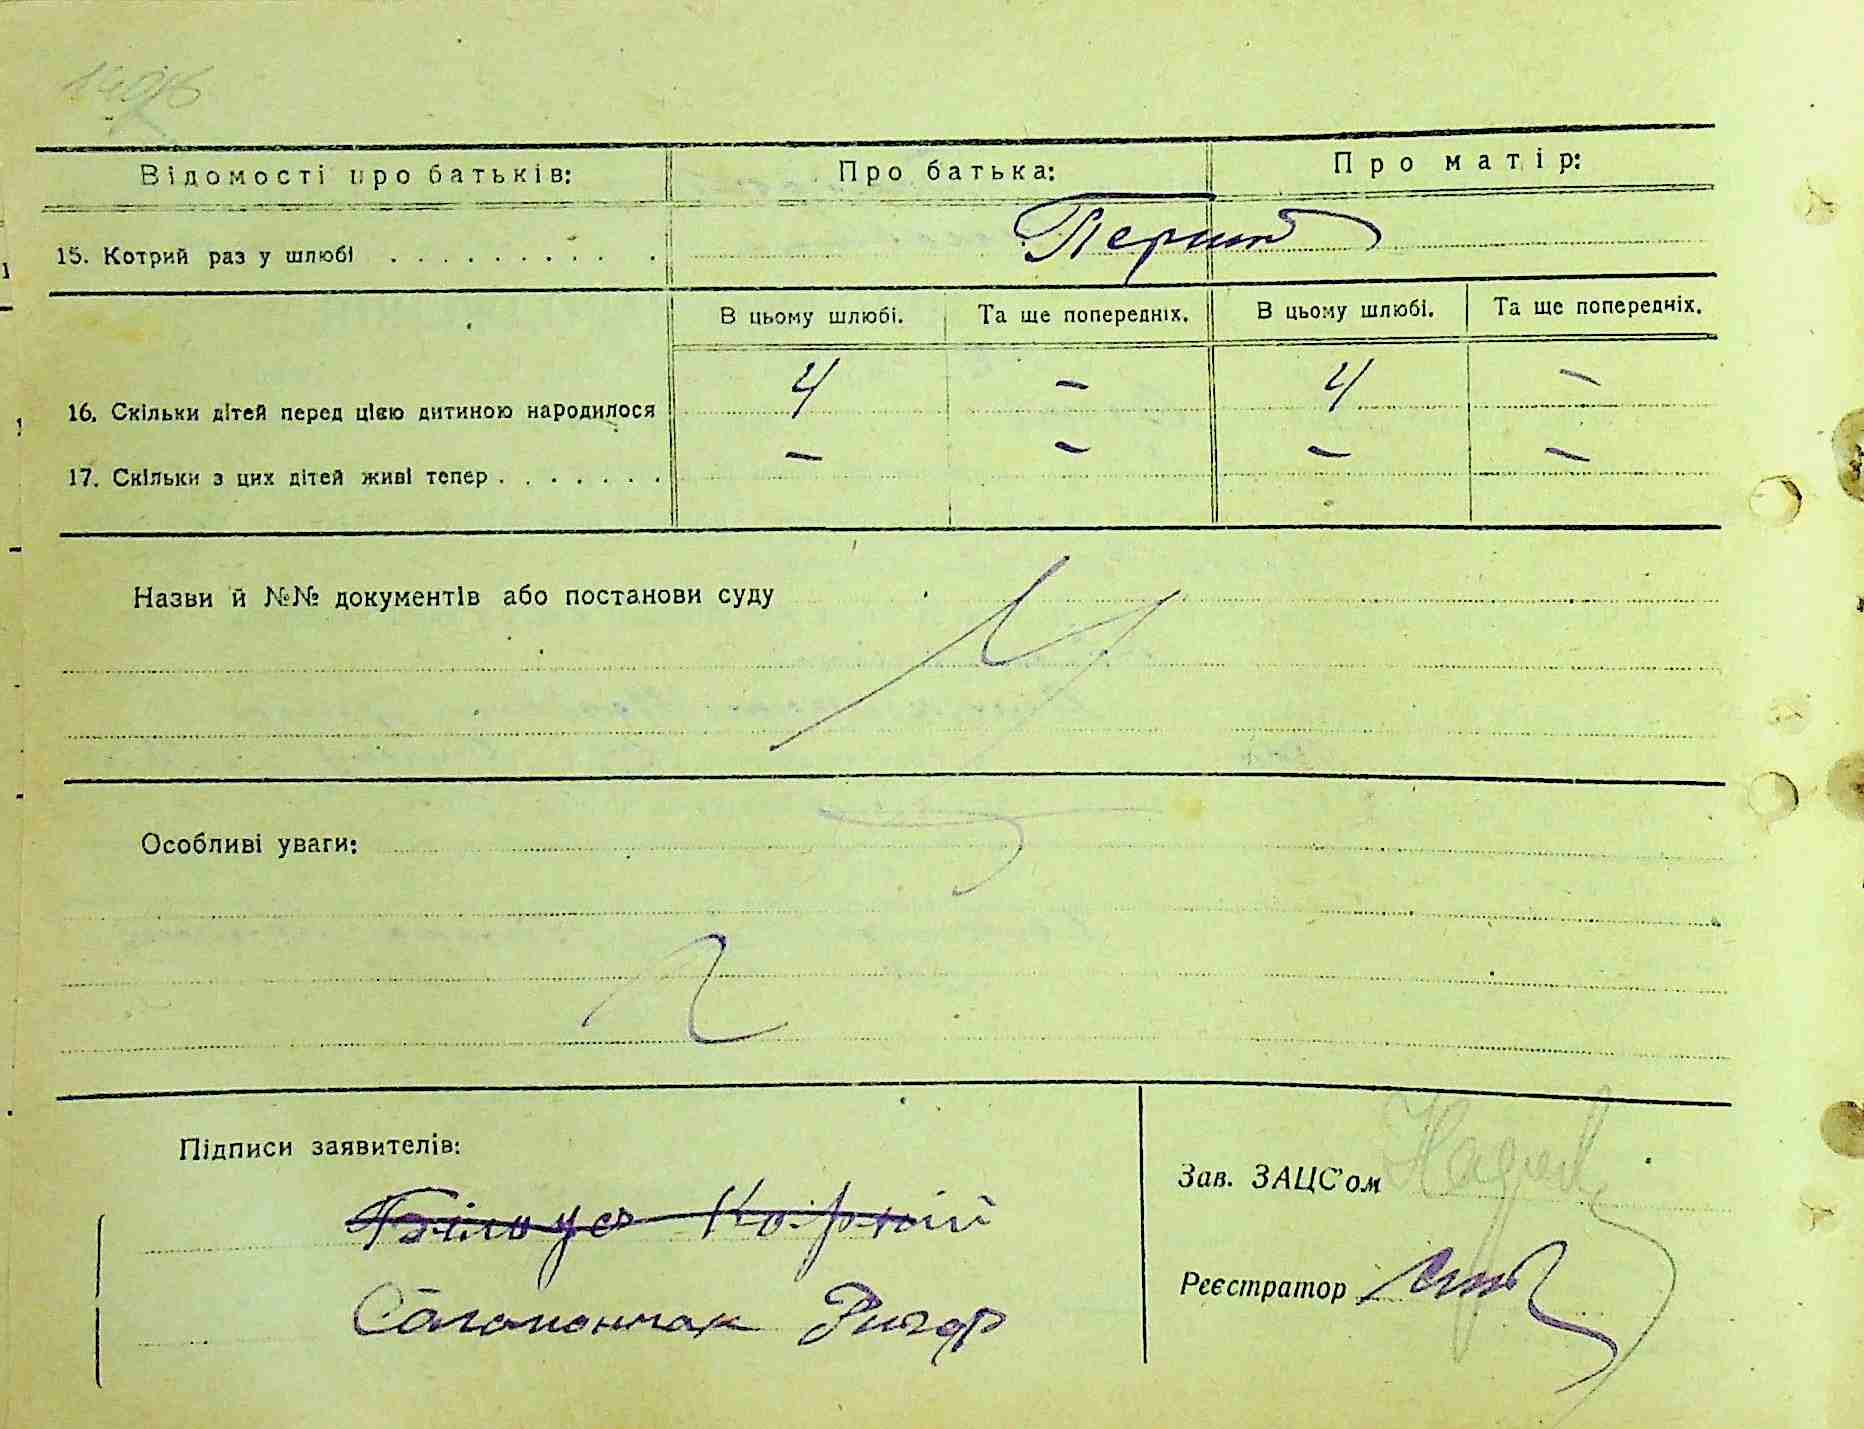 Відомості про батьків: Про батька: Про матір:
15. Котрий раз у шлюбі . . . . . . . . . . Перший
В цьому шлюбі. Та ще попередніх. В цьому шлюбі. Та ще попередніх.
16. Скільки дітей перед цією дитиною народилося 4 – 4 –
17. Скільки з цих дітей живі тепер . . . . . . . – – – –
Назви й №№ документів або постанови суду
Особливі уваги:
Підписи заявителів:
Зав. ЗАЦС'ом
Корній
Реєстратор